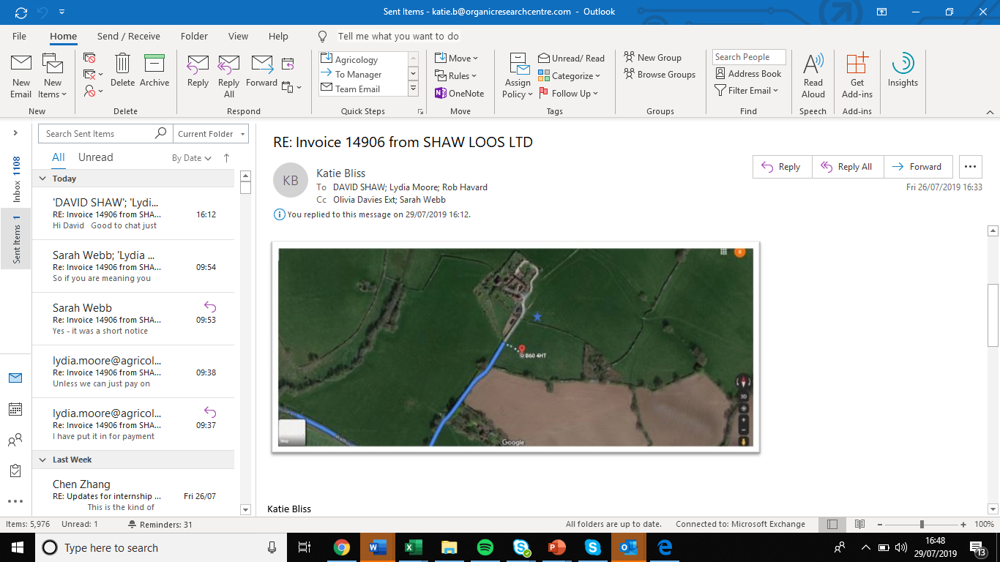 Sent Items - katie.b@organicresearchcentre.com - Outlook
File Home Send / Receive Folder View Help Tell me what you want to do
New Email
New Items
Delete
Archive
Reply
Reply All
Forward
Agricology
To Manager
Team Email
Move
Rules
OneNote
Assign Policy
Unread/ Read
Categorize
Follow Up
New Group
Browse Groups
Search People
Address Book
Filter Email
Read Aloud
Get Add-ins
Insights
New Delete Respond Quick Steps Move Tags Groups Find Speech Add-ins
Inbox 1108
Sent Items 1
Search Sent Items Current Folder
All Unread By Date
Today
'DAVID SHAW'; 'Lydi...
RE: Invoice 14906 from SHA... 16:12
Hi David Good to chat just
Sarah Webb; 'Lydia ...
Re: Invoice 14906 from SHA... 09:54
So if you are meaning you
Sarah Webb
Re: Invoice 14906 from SHA... 09:53
Yes - it was a short notice
lydia.moore@agricol...
Re: Invoice 14906 from SHA... 09:38
Unless we can just pay on
lydia.moore@agricol...
Re: Invoice 14906 from SHA... 09:37
I have put it in for payment
Last Week
Chen Zhang
RE: Updates for internship ... Fri 26/07
This is the kind of
RE: Invoice 14906 from SHAW LOOS LTD
KB
Katie Bliss
To DAVID SHAW; Lydia Moore; Rob Havard
Cc Olivia Davies Ext; Sarah Webb
Reply Reply All Forward
Fri 26/07/2019 16:33
You replied to this message on 29/07/2019 16:12.
B60 4HT
3D
Map
Google
Katie Bliss
Items: 5,976 Unread: 1 Reminders: 31 All folders are up to date. Connected to: Microsoft Exchange 100%
Type here to search
16:48
29/07/2019
13